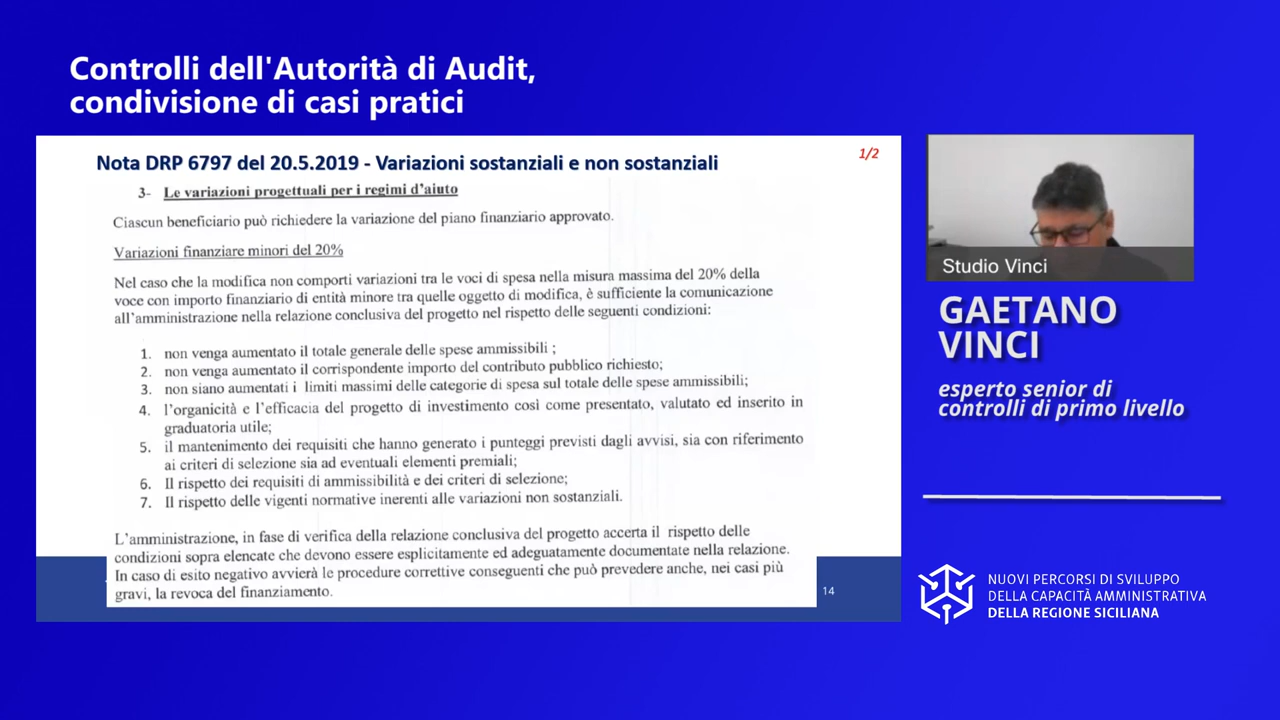 Controlli dell'Autorità di Audit,
condivisione di casi pratici
Nota DRP 6797 del 20.5.2019 - Variazioni sostanziali e non sostanziali
1/2
3- Le variazioni progettuali per i regimi d'aiuto
Ciascun beneficiario può richiedere la variazione del piano finanziario approvato.
Variazioni finanziare minori del 20%
Nel caso che la modifica non comporti variazioni tra le voci di spesa nella misura massima del 20% della
voce con importo finanziario di entità minore tra quelle oggetto di modifica, è sufficiente la comunicazione
all'amministrazione nella relazione conclusiva del progetto nel rispetto delle seguenti condizioni:
1. non venga aumentato il totale generale delle spese ammissibili ;
2. non venga aumentato il corrispondente importo del contributo pubblico richiesto;
3. non siano aumentati i limiti massimi delle categorie di spesa sul totale delle spese ammissibili;
4. l'organicità e l'efficacia del progetto di investimento così come presentato, valutato ed inserito in
graduatoria utile;
5. il mantenimento dei requisiti che hanno generato i punteggi previsti dagli avvisi, sia con riferimento
ai criteri di selezione sia ad eventuali elementi premiali;
6. Il rispetto dei requisiti di ammissibilità e dei criteri di selezione;
7. Il rispetto delle vigenti normative inerenti alle variazioni non sostanziali.
L'amministrazione, in fase di verifica della relazione conclusiva del progetto accerta il rispetto delle
condizioni sopra elencate che devono essere esplicitamente ed adeguatamente documentate nella relazione.
In caso di esito negativo avvierà le procedure correttive conseguenti che può prevedere anche, nei casi più
gravi, la revoca del finanziamento.
14
Studio Vinci
GAETANO
VINCI
esperto senior di
controlli di primo livello
NUOVI PERCORSI DI SVILUPPO
DELLA CAPACITÀ AMMINISTRATIVA
DELLA REGIONE SICILIANA